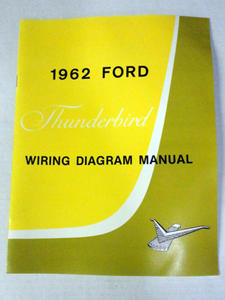 1962 FORD
Thunderbird
WIRING DIAGRAM MANUAL